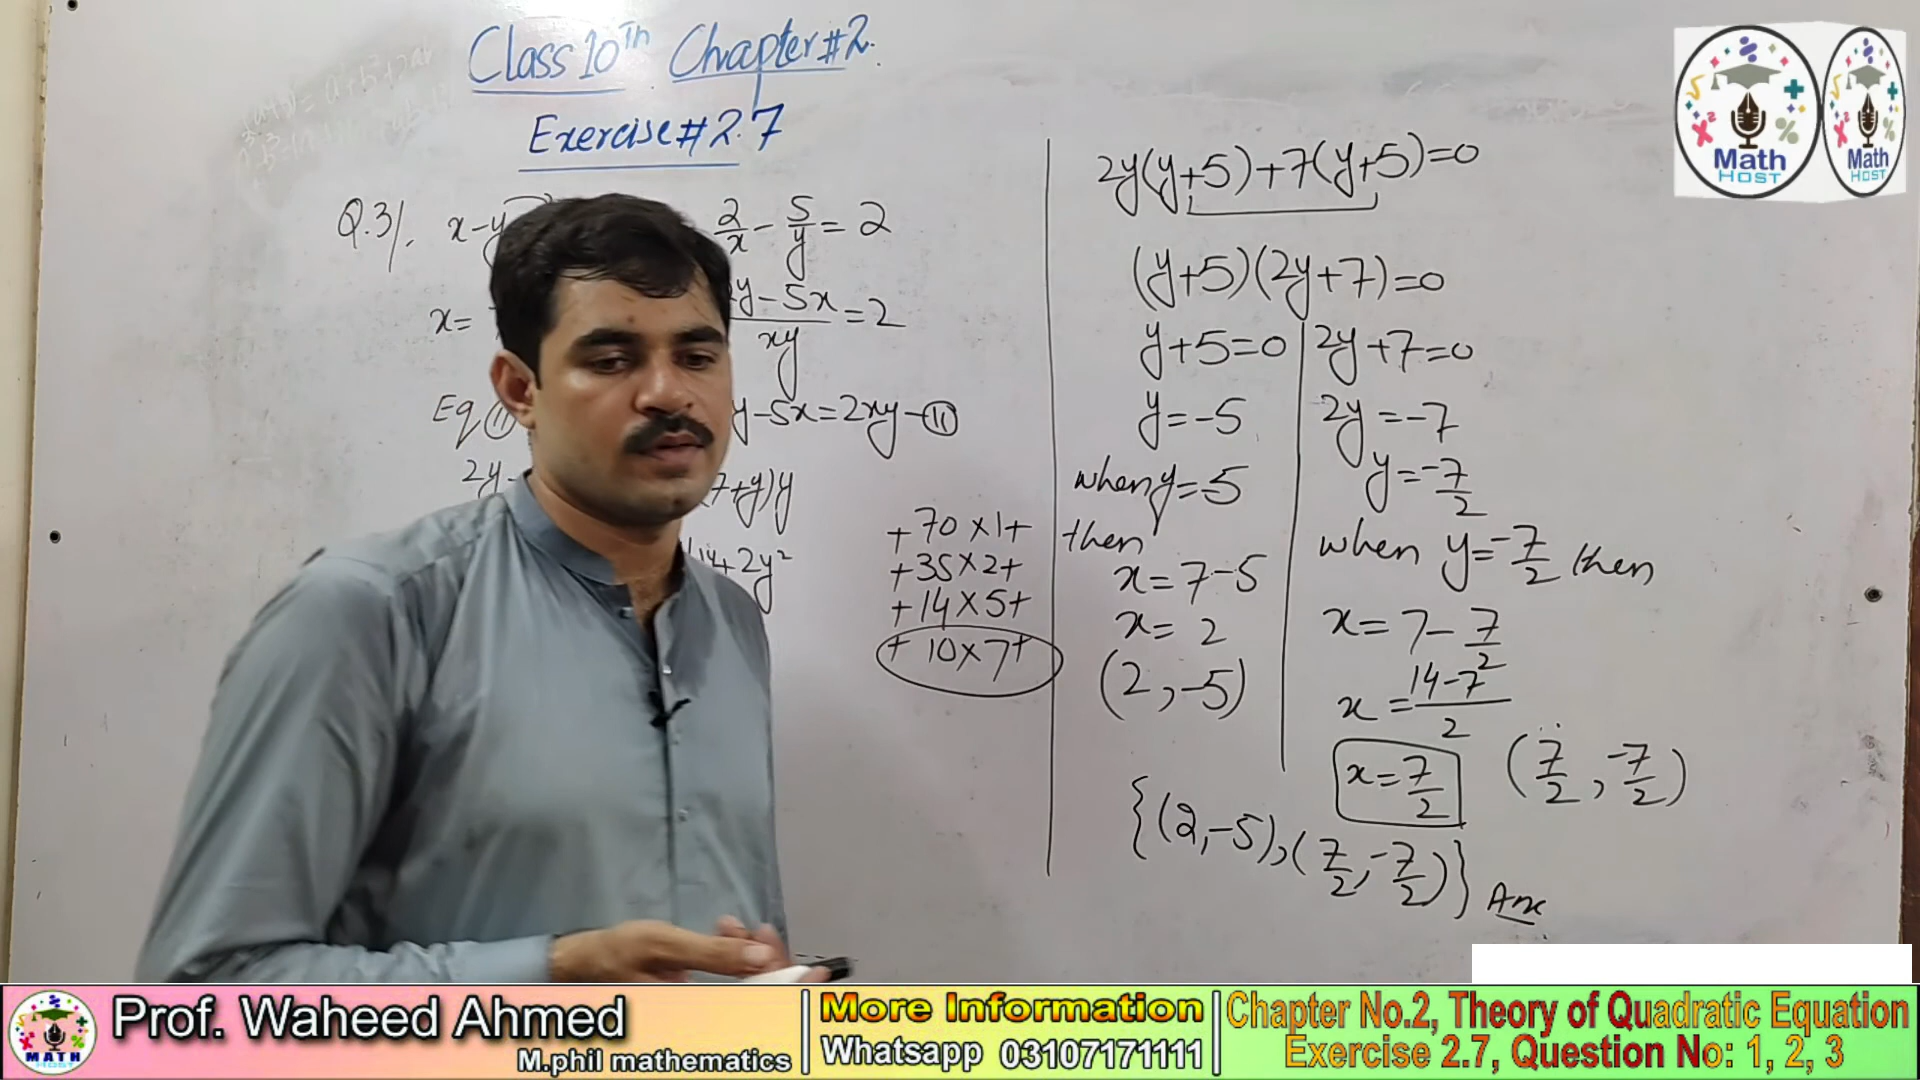 Class 10th Chapter #2.
Exercise #2.7
Q.3/. x-y 2/x - 5/y = 2
x= y-5x/xy = 2
Eq (II) y-5x=2xy-(II)
2y- 7+y)y
14+2y²
+70×1+
+35×2+
+14×5+
+10×7+
2y(y+5)+7(y+5)=0
(y+5)(2y+7)=0
y+5=0 | 2y+7=0
y=-5 | 2y=-7
y=-7/2
when y=-5
then
x=7-5
x=2
(2,-5)
when y=-7/2 then
x=7-7/2
x=14-7/2
x=7/2 (7/2,-7/2)
{(2,-5),(7/2,-7/2)} Ans
Math
HOST
Math
HOST
MATH
HOST
Prof. Waheed Ahmed
M.phil mathematics
More Information
Whatsapp 03107171111
Chapter No.2, Theory of Quadratic Equation
Exercise 2.7, Question No: 1, 2, 3